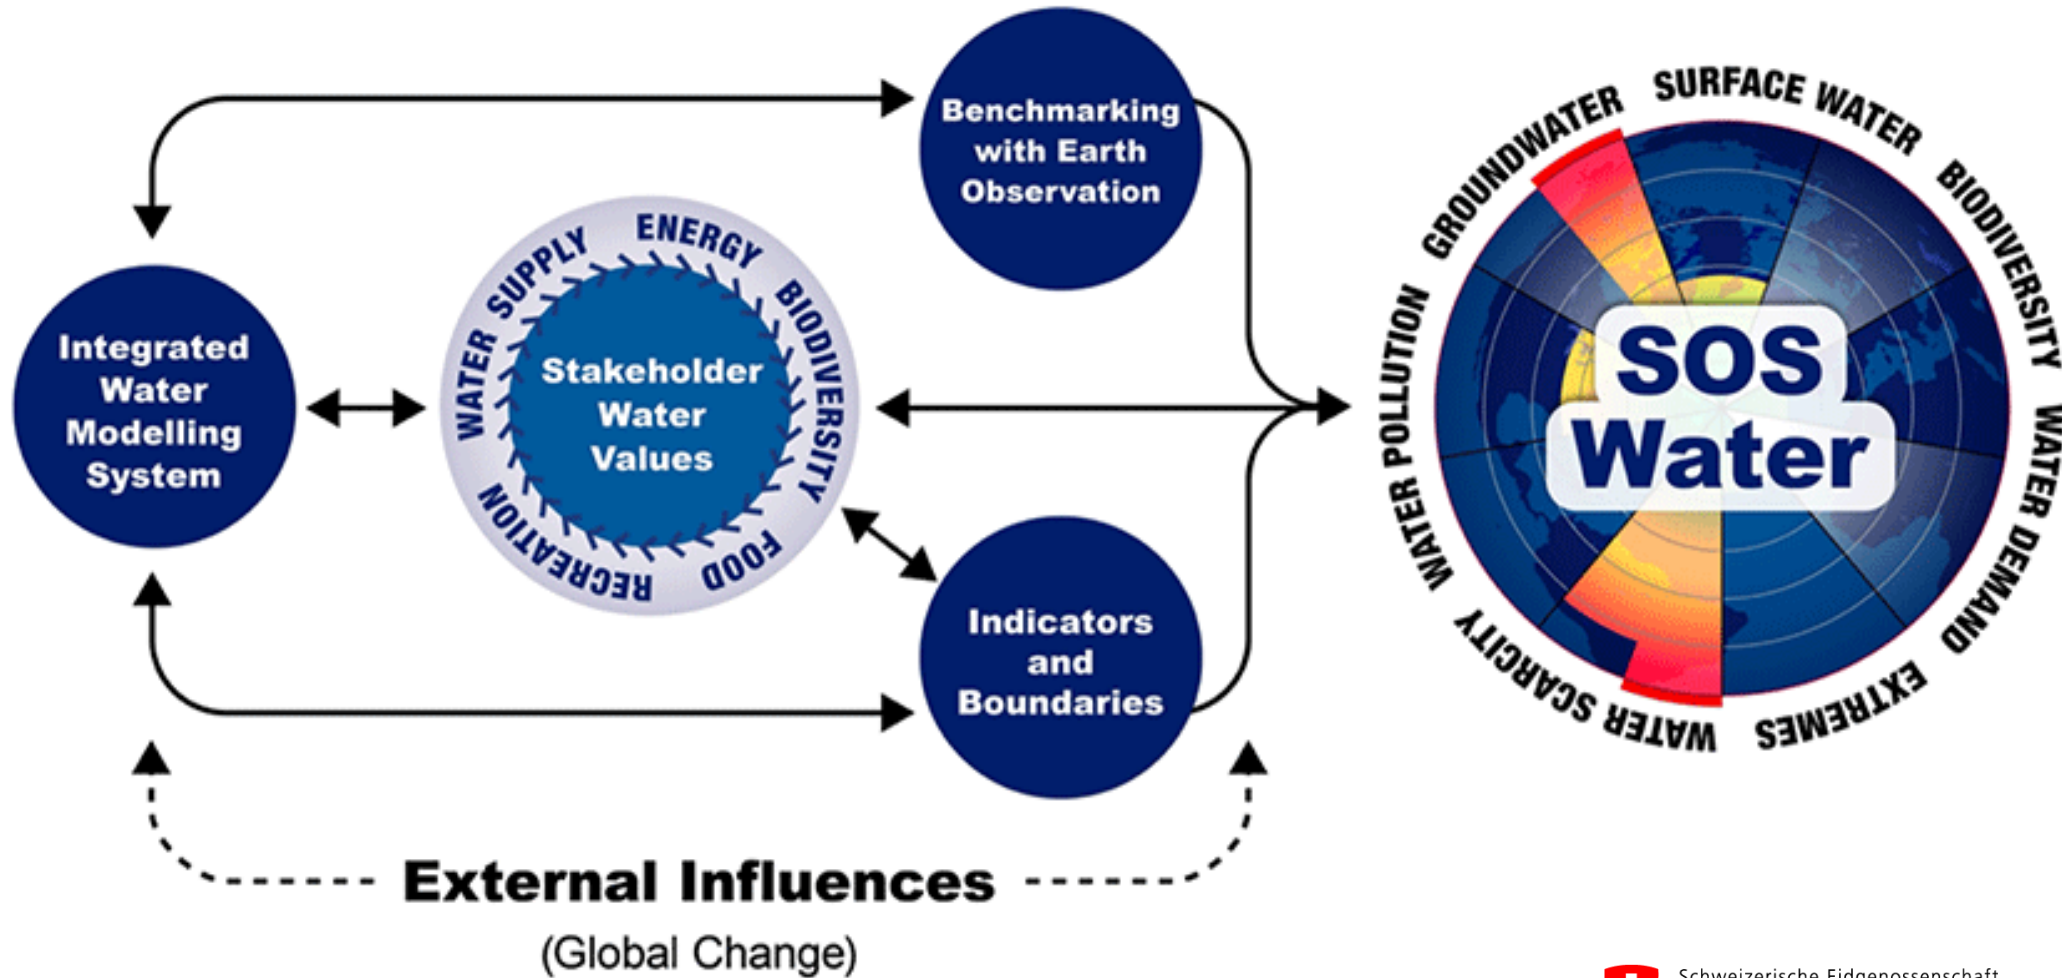 Benchmarking
with Earth
Observation
Integrated
Water
Modelling
System
WATER SUPPLY
ENERGY
BIODIVERSITY
FOOD
RECREATION
Stakeholder
Water
Values
Indicators
and
Boundaries
External Influences
(Global Change)
GROUNDWATER
SURFACE WATER
BIODIVERSITY
WATER DEMAND
EXTREMES
WATER SCARCITY
WATER POLLUTION
SOS
Water
Schweizerische Eidgenossenschaft